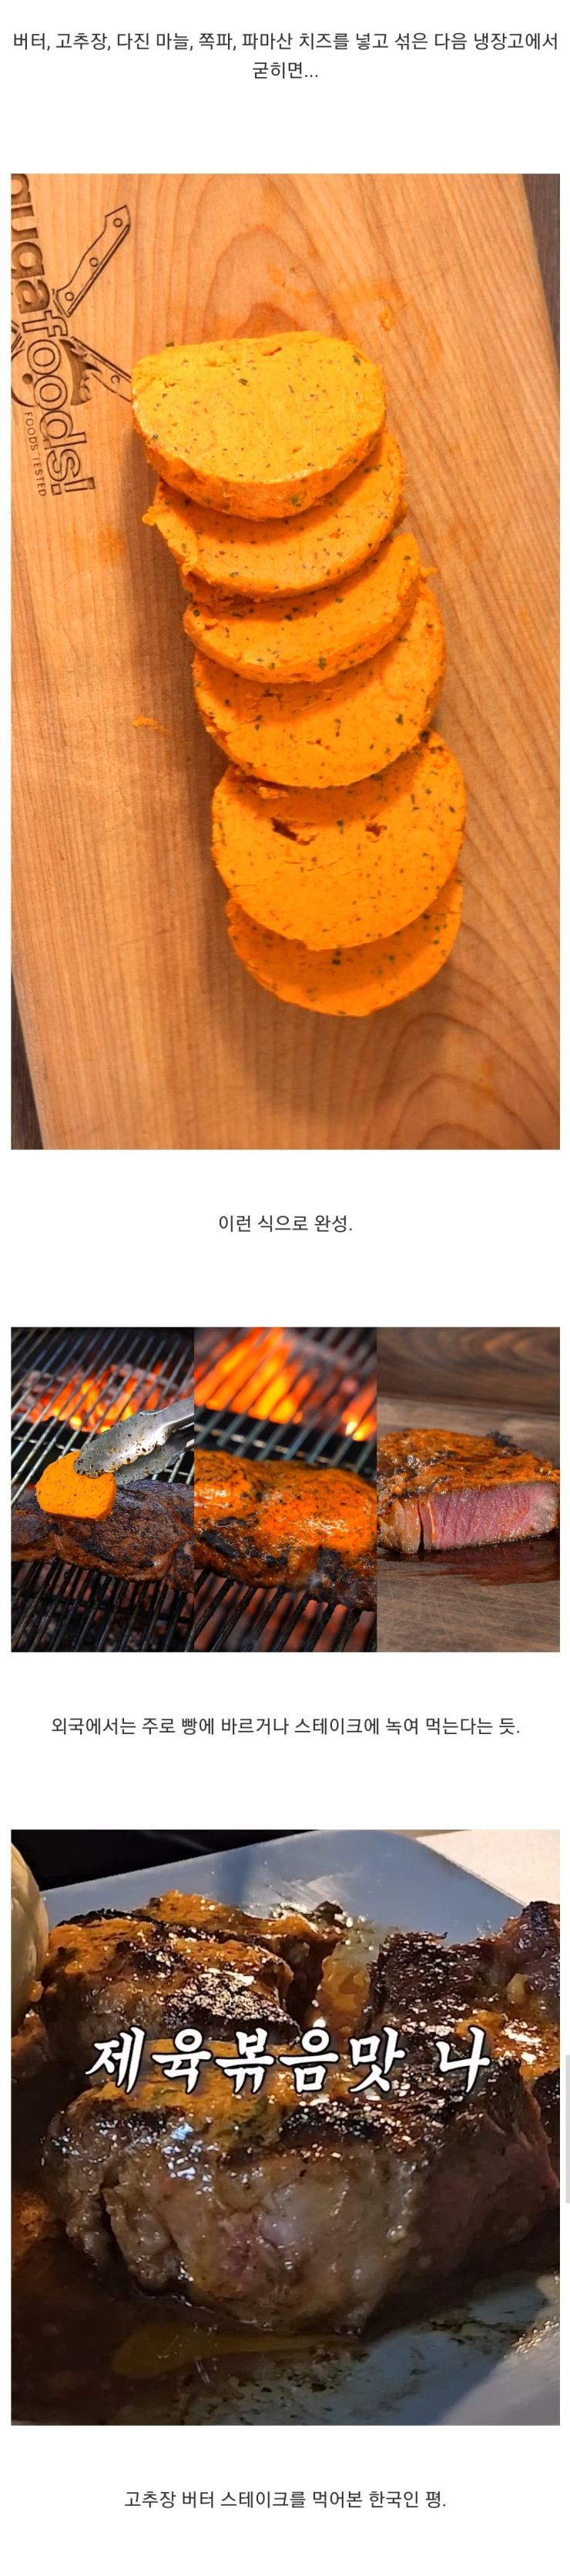 버터, 고추장, 다진 마늘, 쪽파, 파마산 치즈를 넣고 섞은 다음 냉장고에서
굳히면...
foods!
FOODS TESTED
이런 식으로 완성.
외국에서는 주로 빵에 바르거나 스테이크에 녹여 먹는다는 듯.
제육볶음맛 나
고추장 버터 스테이크를 먹어본 한국인 평.